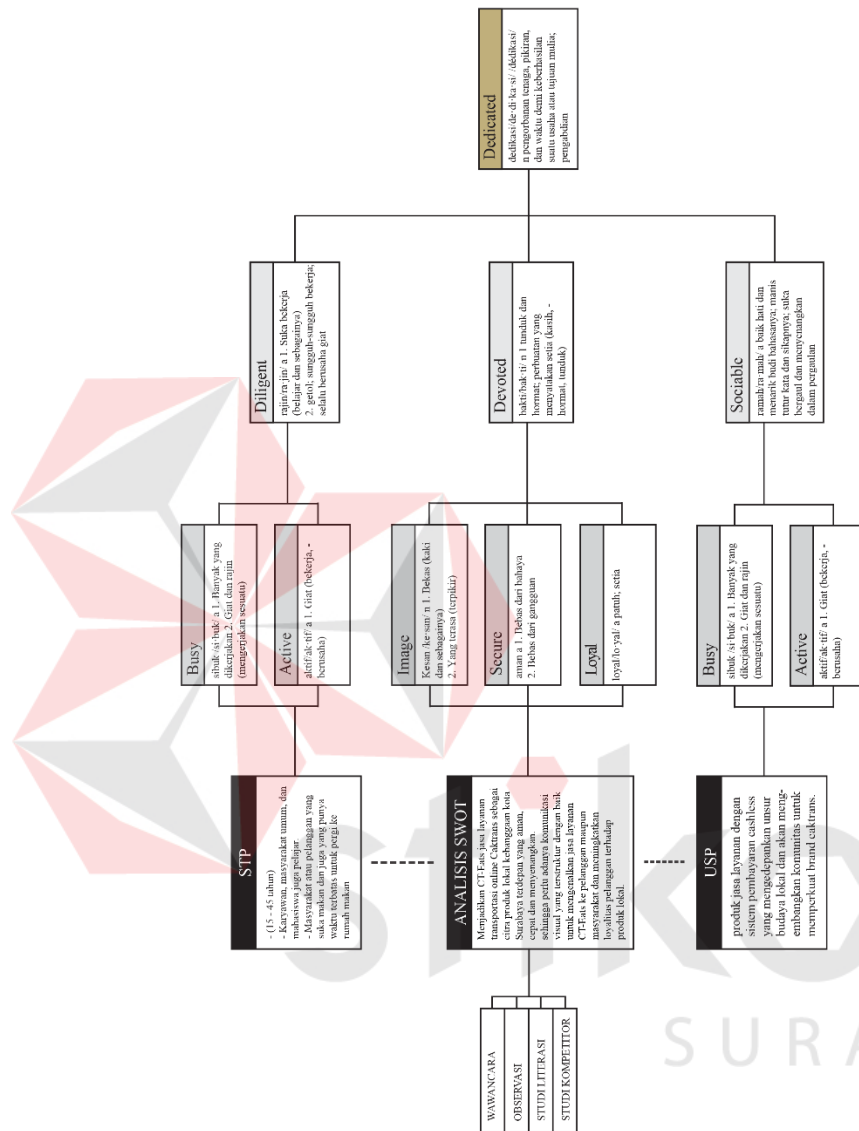 WAWANCARA
OBSERVASI
STUDI LITERASI
STUDI KOMPETITOR
STP
- (15 - 45 tahun)
- Karyawan, masyarakat umum, dan
mahasiswa juga pelajar.
- Masyarakat atau pelanggan yang
suka makan dan juga yang punya
waktu terbatas untuk pergi ke
rumah makan
ANALISIS SWOT
Menjadikan CT-Eats jasa layanan
transportasi online Caktrans sebagai
citra produk lokal kebanggaan kota
Surabaya terdepan yang aman,
cepat dan menyenangkan.
sehingga perlu adanya komunikasi
visual yang terstruktur dengan baik
untuk mengenalkan jasa layanan
CT-Eats ke pelanggan maupun
masyarakat dan meningkatkan
loyalitas pelanggan terhadap
produk lokal.
USP
produk jasa layanan dengan
sistem pembayaran cashless
yang mengedepankan unsur
budaya lokal dan akan meng-
embangkan komunitas untuk
memperkuat brand caktrans.
Busy
sibuk /si·buk/ a 1. Banyak yang
dikerjakan 2. Giat dan rajin
(mengerjakan sesuatu)
Active
aktif/ak·tif/ a 1. Giat (bekerja, -
berusaha)
Image
Kesan /ke·san/ n 1. Bekas (kaki
dan sebagainya)
2. Yang terasa (terpikir)
Secure
aman a 1. Bebas dari bahaya
2. Bebas dari gangguan
Loyal
loyal/lo·yal/ a patuh; setia
Busy
sibuk /si·buk/ a 1. Banyak yang
dikerjakan 2. Giat dan rajin
(mengerjakan sesuatu)
Active
aktif/ak·tif/ a 1. Giat (bekerja, -
berusaha)
Diligent
rajin/ra·jin/ a 1. Suka bekerja
(belajar dan sebagainya)
2. getol; sungguh-sungguh bekerja;
selalu berusaha giat
Devoted
bakti/bak·ti/ n 1 tunduk dan
hormat; perbuatan yang
menyatakan setia (kasih, -
hormat, tunduk)
Sociable
ramah/ra·mah/ a baik hati dan
menarik budi bahasanya; manis
tutur kata dan sikapnya; suka
bergaul dan menyenangkan
dalam pergaulan
Dedicated
dedikasi/de·di·ka·si/ /dédikasi/
n pengorbanan tenaga, pikiran,
dan waktu demi keberhasilan
suatu usaha atau tujuan mulia;
pengabdian
stiko
SURA